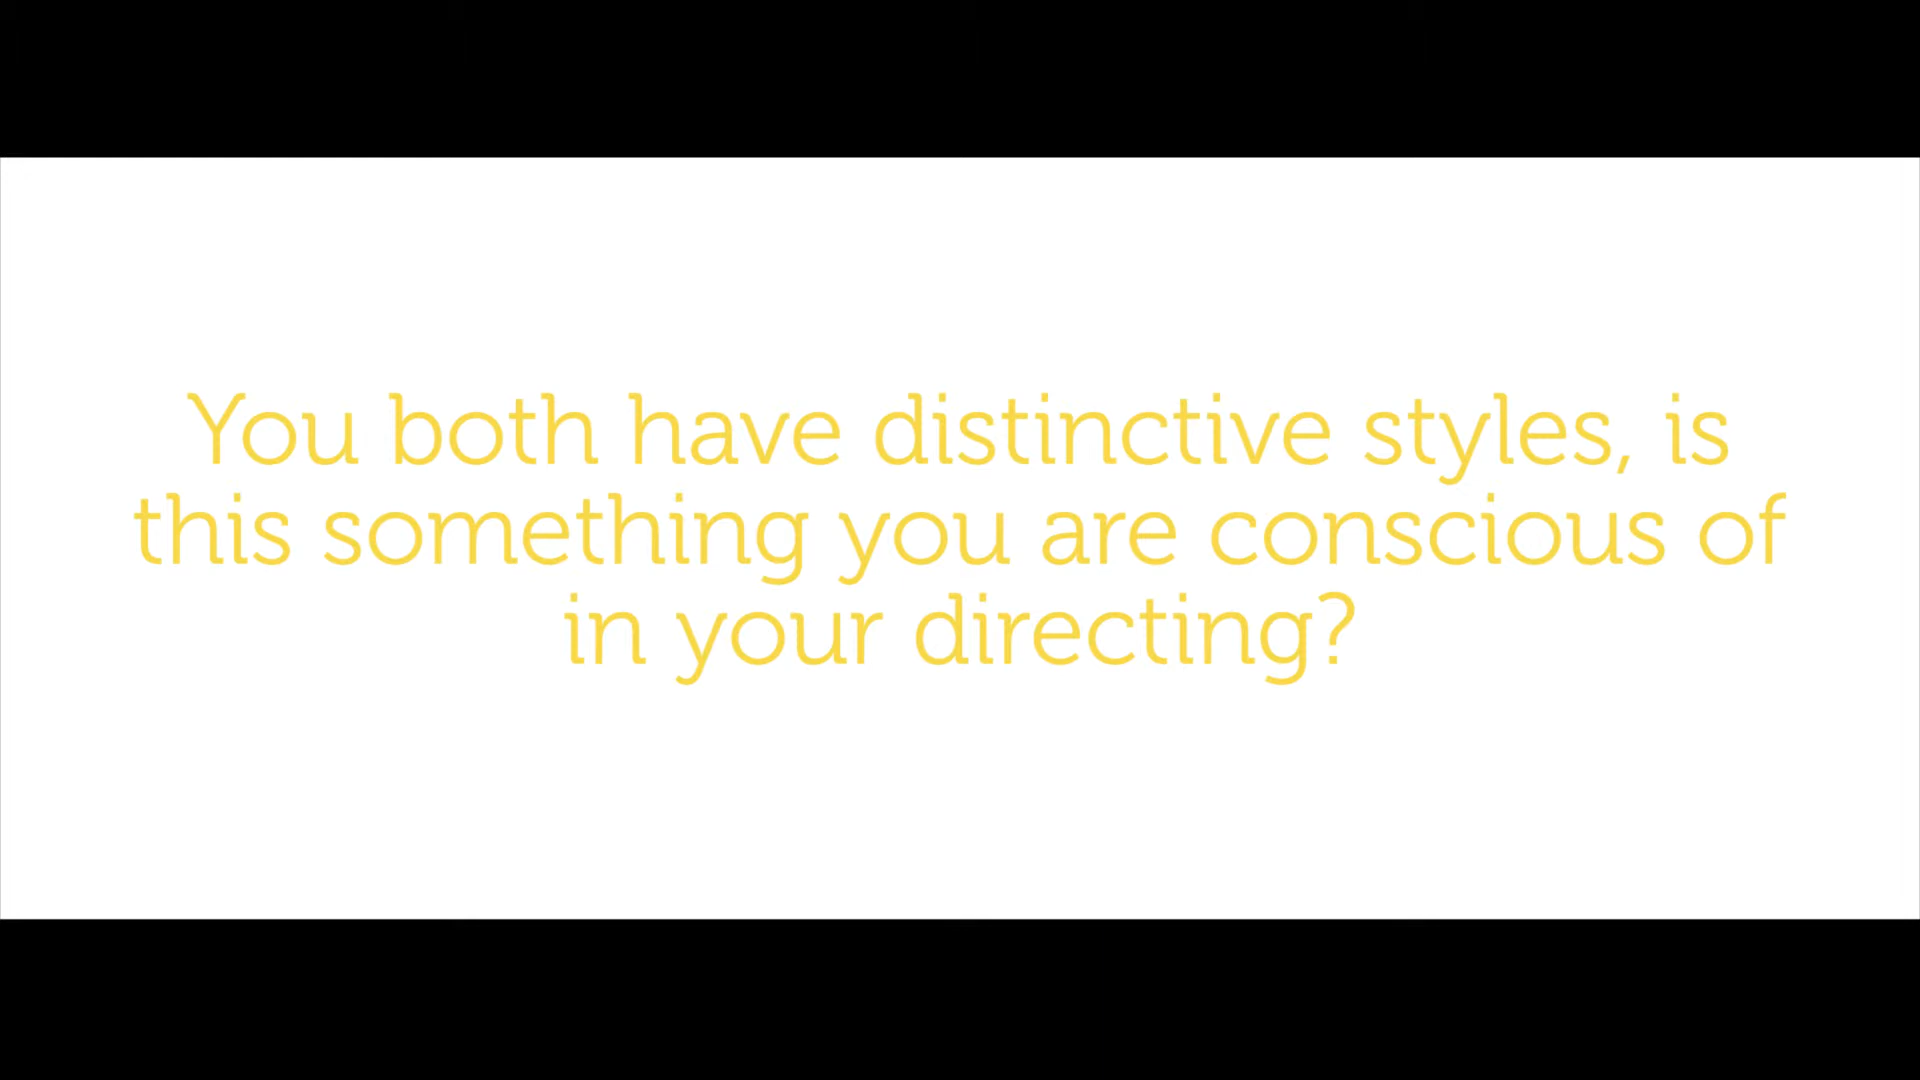 You both have distinctive styles, is
this something you are conscious of
in your directing?